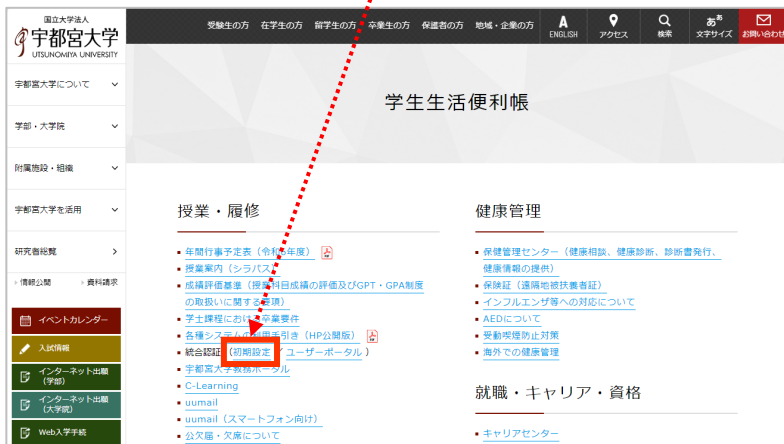 国立大学法人
宇都宮大学
UTSUNOMIYA UNIVERSITY
受験生の方 在学生の方 留学生の方 卒業生の方 保護者の方 地域・企業の方 A ENGLISH アクセス 検索 ああ 文字サイズ お問い合わせ
宇都宮大学について
学部・大学院
附属施設・組織
宇都宮大学を活用
研究者総覧
情報公開 資料請求
イベントカレンダー
入試情報
インターネット出願
(学部)
インターネット出願
(大学院)
Web入学手続
学生生活便利帳
授業・履修
年間行事予定表(令和6年度)
授業案内(シラバス)
成績評価基準(授業科目成績の評価及びGPT・GPA制度
の取扱いに関する要項)
学士課程における卒業要件
各種システムの利用手引き(HP公開版)
統合認証(初期設定 / ユーザーポータル )
宇都宮大学教務ポータル
C-Learning
uumail
uumail(スマートフォン向け)
公欠届・欠席について
健康管理
保健管理センター(健康相談、健康診断、診断書発行、
健康情報の提供)
保険証(遠隔地被扶養者証)
インフルエンザ等への対応について
AEDについて
受動喫煙防止対策
海外での健康管理
就職・キャリア・資格
キャリアセンター